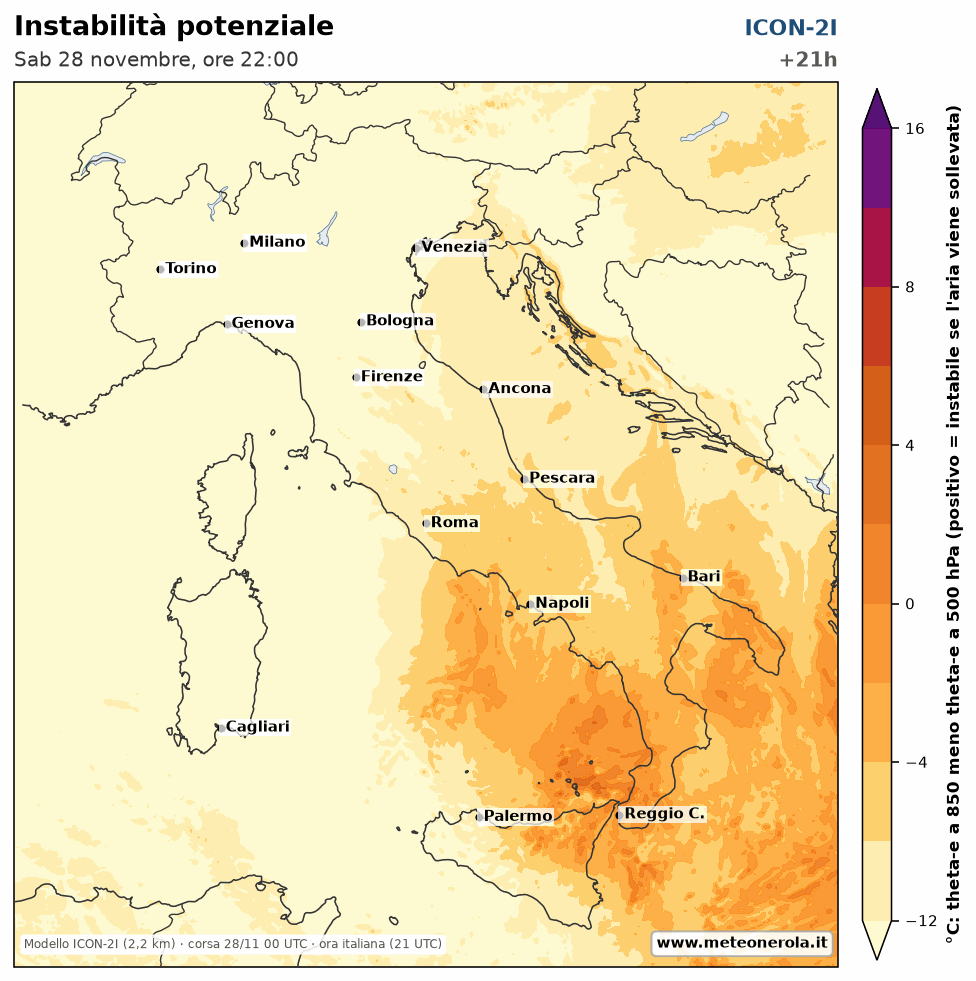 Instabilità potenziale
ICON-2I
Sab 28 novembre, ore 22:00
+21h
16
8
4
0
−4
−12
°C: theta-e a 850 meno theta-e a 500 hPa (positivo = instabile se l'aria viene sollevata)
Milano
Venezia
Torino
Genova
Bologna
Firenze
Ancona
Pescara
Roma
Bari
Napoli
Cagliari
Palermo
Reggio C.
Modello ICON-2I (2,2 km) · corsa 28/11 00 UTC · ora italiana (21 UTC)
www.meteonerola.it